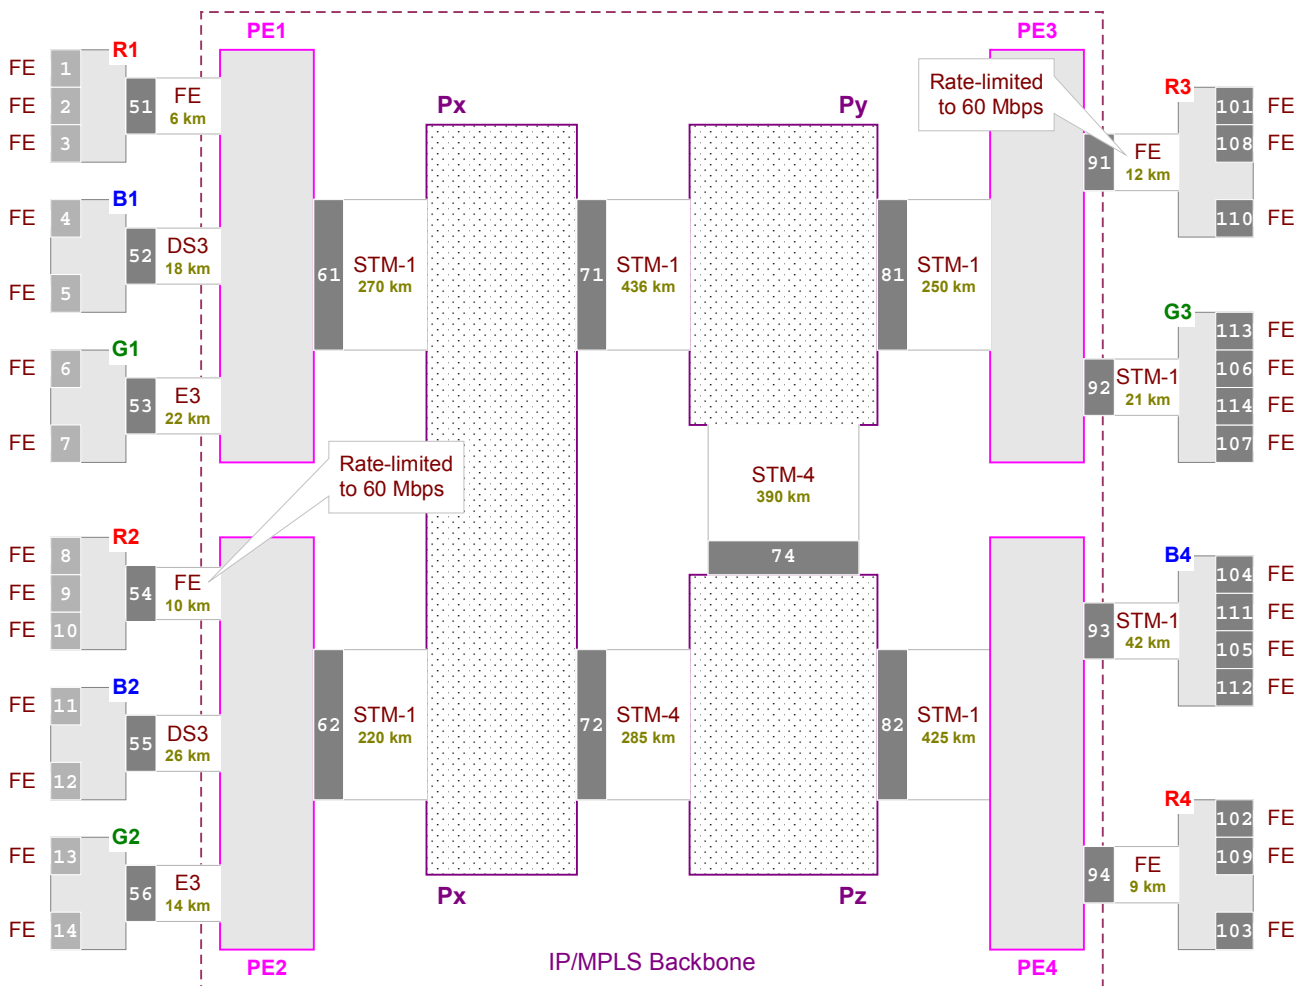 PE1
PE3
R1
FE 1
FE 2
FE 3
51
FE
6 km
B1
FE 4
FE 5
52
DS3
18 km
G1
FE 6
FE 7
53
E3
22 km
Rate-limited
to 60 Mbps
R2
FE 8
FE 9
FE 10
54
FE
10 km
B2
FE 11
FE 12
55
DS3
26 km
G2
FE 13
FE 14
56
E3
14 km
PE2
61
STM-1
270 km
62
STM-1
220 km
Px
Px
71
STM-1
436 km
72
STM-4
285 km
Py
STM-4
390 km
74
Pz
81
STM-1
250 km
82
STM-1
425 km
Rate-limited
to 60 Mbps
91
FE
12 km
R3
101 FE
108 FE
110 FE
92
STM-1
21 km
G3
113 FE
106 FE
114 FE
107 FE
93
STM-1
42 km
B4
104 FE
111 FE
105 FE
112 FE
94
FE
9 km
R4
102 FE
109 FE
103 FE
PE4
IP/MPLS Backbone